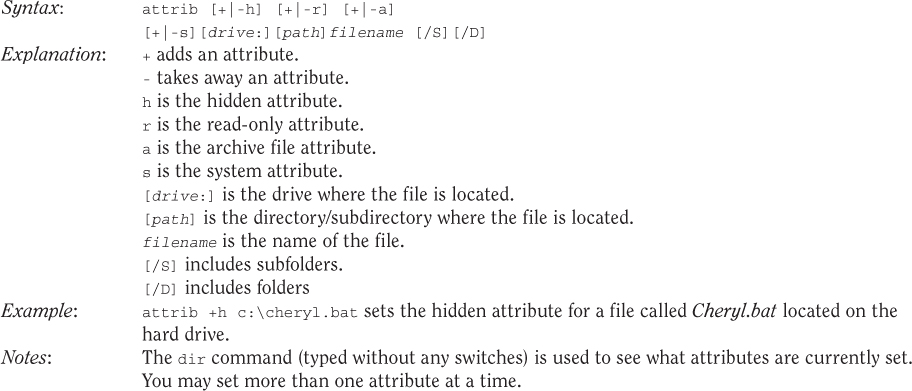 Syntax: attrib [+|-h] [+|-r] [+|-a]
[+|-s][drive:][path]filename [/S][/D]
Explanation: + adds an attribute.
- takes away an attribute.
h is the hidden attribute.
r is the read-only attribute.
a is the archive file attribute.
s is the system attribute.
[drive:] is the drive where the file is located.
[path] is the directory/subdirectory where the file is located.
filename is the name of the file.
[/S] includes subfolders.
[/D] includes folders
Example: attrib +h c:\cheryl.bat sets the hidden attribute for a file called Cheryl.bat located on the
hard drive.
Notes: The dir command (typed without any switches) is used to see what attributes are currently set.
You may set more than one attribute at a time.